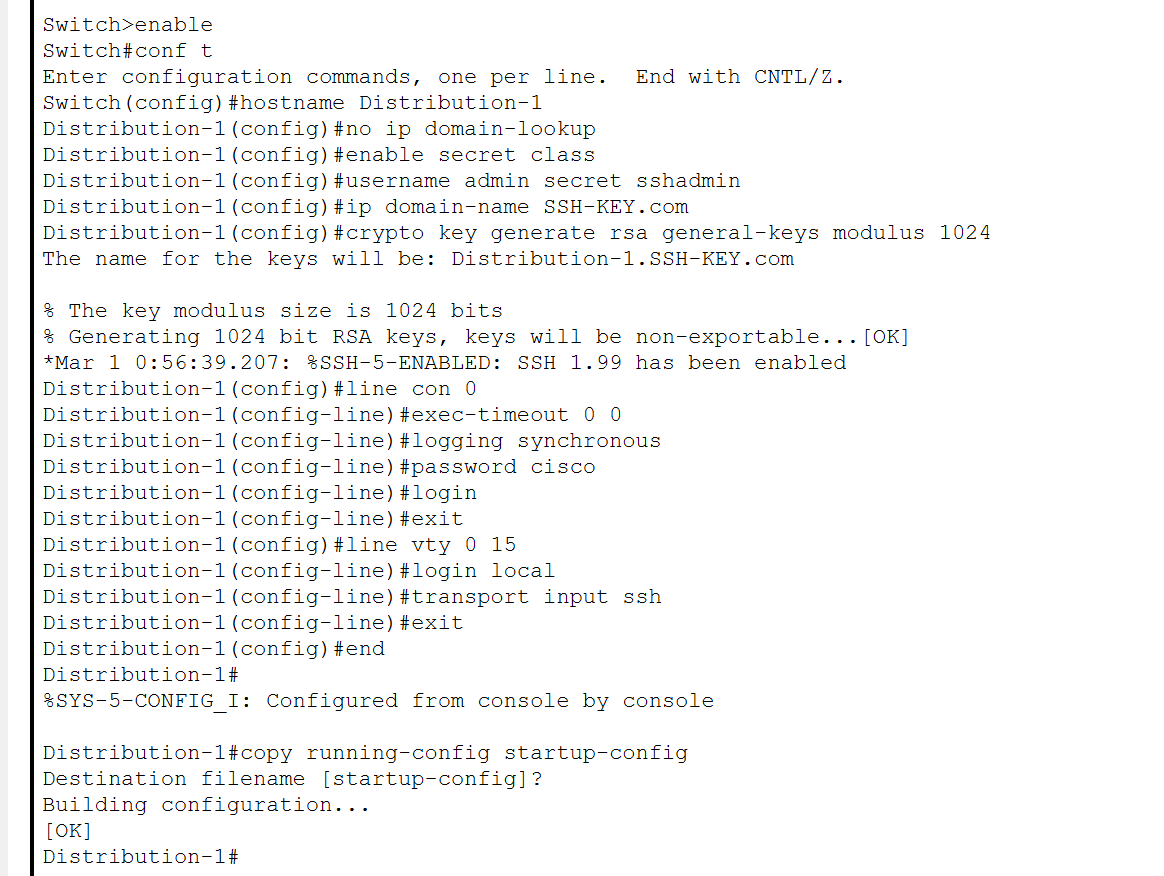 Switch>enable
Switch#conf t
Enter configuration commands, one per line.  End with CNTL/Z.
Switch(config)#hostname Distribution-1
Distribution-1(config)#no ip domain-lookup
Distribution-1(config)#enable secret class
Distribution-1(config)#username admin secret sshadmin
Distribution-1(config)#ip domain-name SSH-KEY.com
Distribution-1(config)#crypto key generate rsa general-keys modulus 1024
The name for the keys will be: Distribution-1.SSH-KEY.com

% The key modulus size is 1024 bits
% Generating 1024 bit RSA keys, keys will be non-exportable...[OK]
*Mar 1 0:56:39.207: %SSH-5-ENABLED: SSH 1.99 has been enabled
Distribution-1(config)#line con 0
Distribution-1(config-line)#exec-timeout 0 0
Distribution-1(config-line)#logging synchronous
Distribution-1(config-line)#password cisco
Distribution-1(config-line)#login
Distribution-1(config-line)#exit
Distribution-1(config)#line vty 0 15
Distribution-1(config-line)#login local
Distribution-1(config-line)#transport input ssh
Distribution-1(config-line)#exit
Distribution-1(config)#end
Distribution-1#
%SYS-5-CONFIG_I: Configured from console by console

Distribution-1#copy running-config startup-config
Destination filename [startup-config]?
Building configuration...
[OK]
Distribution-1#